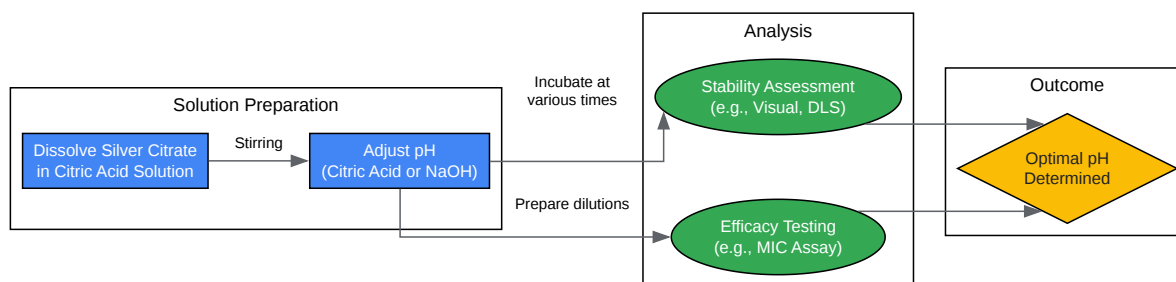 Solution Preparation
Dissolve Silver Citrate
in Citric Acid Solution
Stirring
Adjust pH
(Citric Acid or NaOH)
Incubate at
various times
Prepare dilutions
Analysis
Stability Assessment
(e.g., Visual, DLS)
Efficacy Testing
(e.g., MIC Assay)
Outcome
Optimal pH
Determined